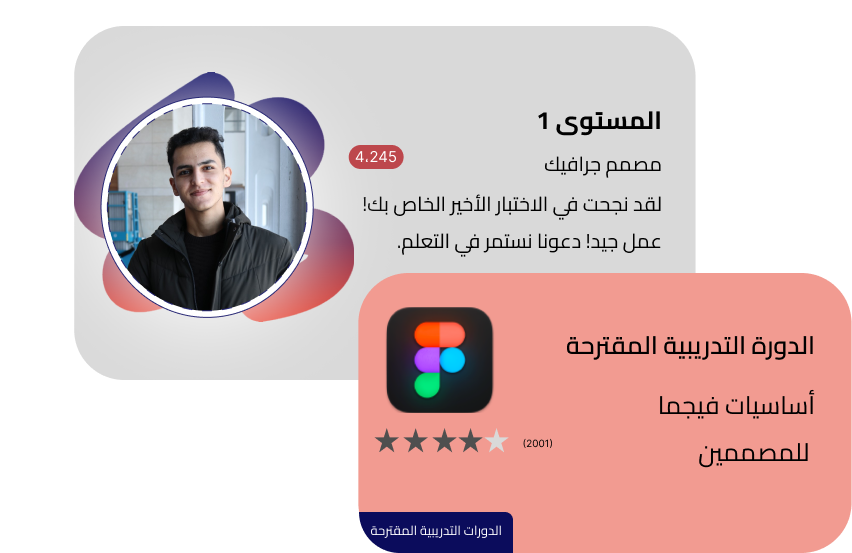 المستوى 1
4.245
مصمم جرافيك
لقد نجحت في الاختبار الأخير الخاص بك!
عمل جيد! دعونا نستمر في التعلم.
الدورة التدريبية المقترحة
أساسيات فيجما
للمصممين
(2001)
الدورات التدريبية المقترحة